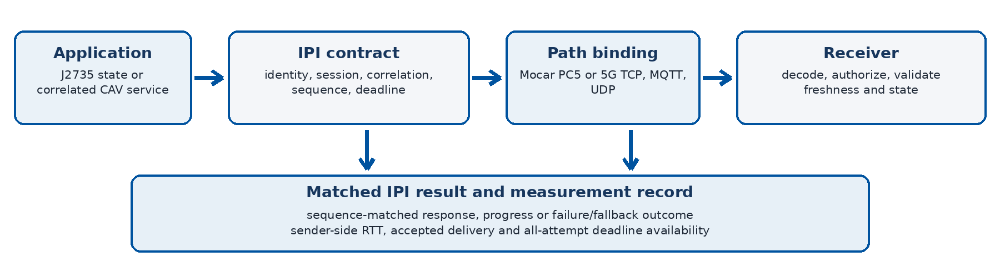 Application
J2735 state or
correlated CAV service
IPI contract
identity, session, correlation,
sequence, deadline
Path binding
Mocar PC5 or 5G TCP, MQTT,
UDP
Receiver
decode, authorize, validate
freshness and state
Matched IPI result and measurement record
sequence-matched response, progress or failure/fallback outcome
sender-side RTT, accepted delivery and all-attempt deadline availability